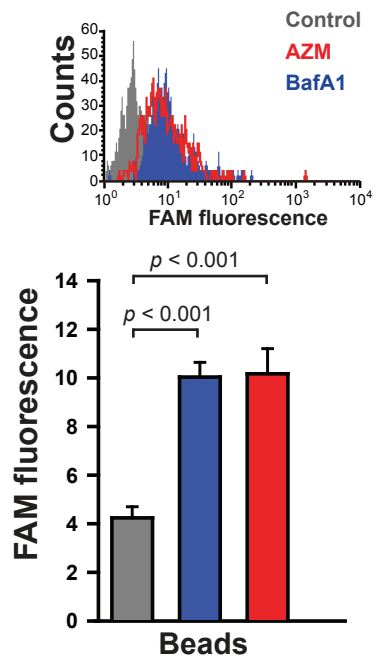 Control
AZM
BafA1
Counts
60
45
40
30
20
10
0
10⁰ 10¹ 10² 10³ 10⁴
FAM fluorescence
p < 0.001
p < 0.001
FAM fluorescence
14
12
10
8
6
4
2
0
Beads